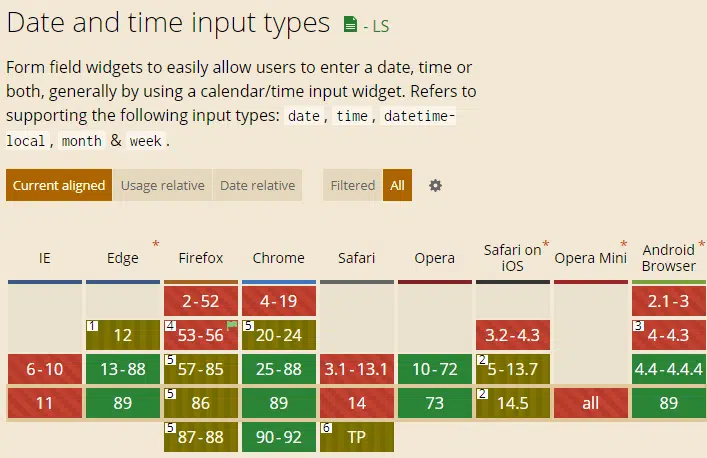 Date and time input types - LS
Form field widgets to easily allow users to enter a date, time or
both, generally by using a calendar/time input widget. Refers to
supporting the following input types: date, time, datetime-
local, month & week.
Current aligned Usage relative Date relative Filtered All
IE Edge * Firefox Chrome Safari Opera Safari on iOS * Opera Mini * Android Browser *
2-52 4-19 2.1-3
1 12 4 53-56 5 20-24 3.2-4.3 3 4-4.3
6-10 13-88 5 57-85 25-88 3.1-13.1 10-72 2 5-13.7 4.4-4.4.4
11 89 5 86 89 14 73 2 14.5 all 89
5 87-88 90-92 6 TP